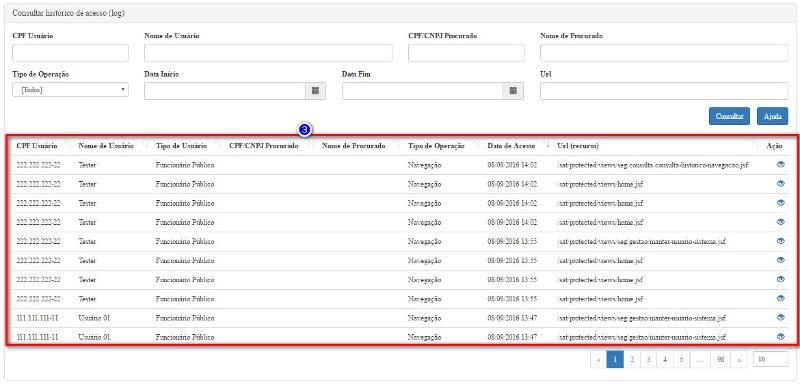 Consultar histórico de acesso (log)
CPF Usuário Nome de Usuário CPF/CNPJ Procurado Nome de Procurado
Tipo de Operação Data Início Data Fim Url
[Todos]
Consultar Ajuda
3
CPF Usuário Nome de Usuário Tipo de Usuário CPF/CNPJ Procurado Nome de Procurado Tipo de Operação Data de Acesso Url (recurso) Ação
222.222.222-22 Tester Funcionário Público Navegação 08/09/2016 14:02 /sat/protected/views/seg/consulta/consulta-historico-navegacao.jsf
222.222.222-22 Tester Funcionário Público Navegação 08/09/2016 14:02 /sat/protected/views/home.jsf
222.222.222-22 Tester Funcionário Público Navegação 08/09/2016 14:02 /sat/protected/views/home.jsf
222.222.222-22 Tester Funcionário Público Navegação 08/09/2016 14:02 /sat/protected/views/home.jsf
222.222.222-22 Tester Funcionário Público Navegação 08/09/2016 13:55 /sat/protected/views/seg/gestao/manter-usuario-sistema.jsf
222.222.222-22 Tester Funcionário Público Navegação 08/09/2016 13:55 /sat/protected/views/home.jsf
222.222.222-22 Tester Funcionário Público Navegação 08/09/2016 13:55 /sat/protected/views/home.jsf
222.222.222-22 Tester Funcionário Público Navegação 08/09/2016 13:55 /sat/protected/views/home.jsf
111.111.111-11 Usuário 01 Funcionário Público Navegação 08/09/2016 13:47 /sat/protected/views/seg/gestao/manter-usuario-sistema.jsf
111.111.111-11 Usuário 01 Funcionário Público Navegação 08/09/2016 13:47 /sat/protected/views/seg/gestao/manter-usuario-sistema.jsf
« 1 2 3 4 5 … 98 » 10